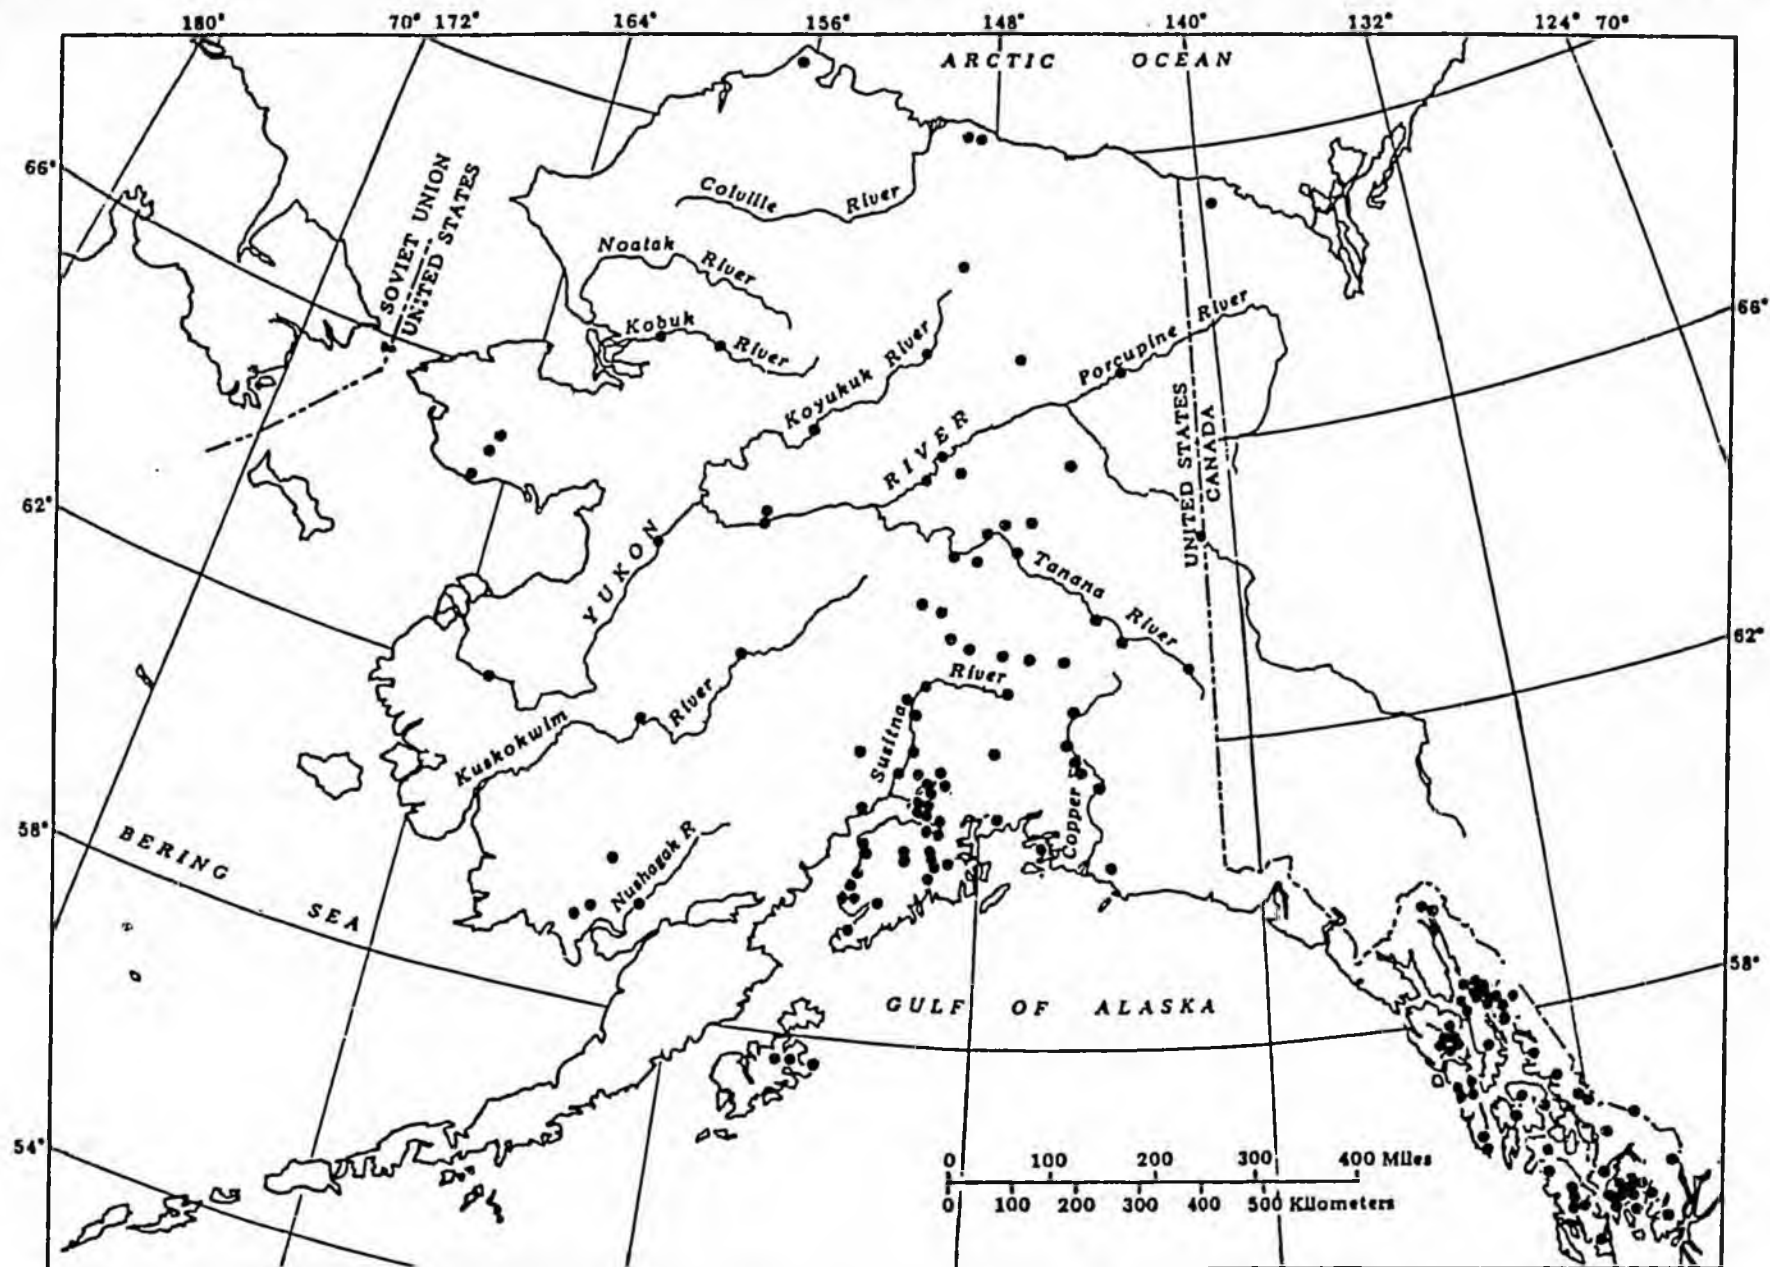 180° 70° 172° 164° 156° 148° 140° 132° 124° 70°
ARCTIC OCEAN
66°
SOVIET UNION
UNITED STATES
Colville River
Noatak River
Kobuk River
Koyukuk River
Porcupine River
66°
UNITED STATES
CANADA
62°
YUKON RIVER
Tanana River
62°
Kuskokwim River
Susitna River
Copper R
58°
BERING SEA
Nushagak R
58°
GULF OF ALASKA
54°
0 100 200 300 400 Miles
0 100 200 300 400 500 Kilometers